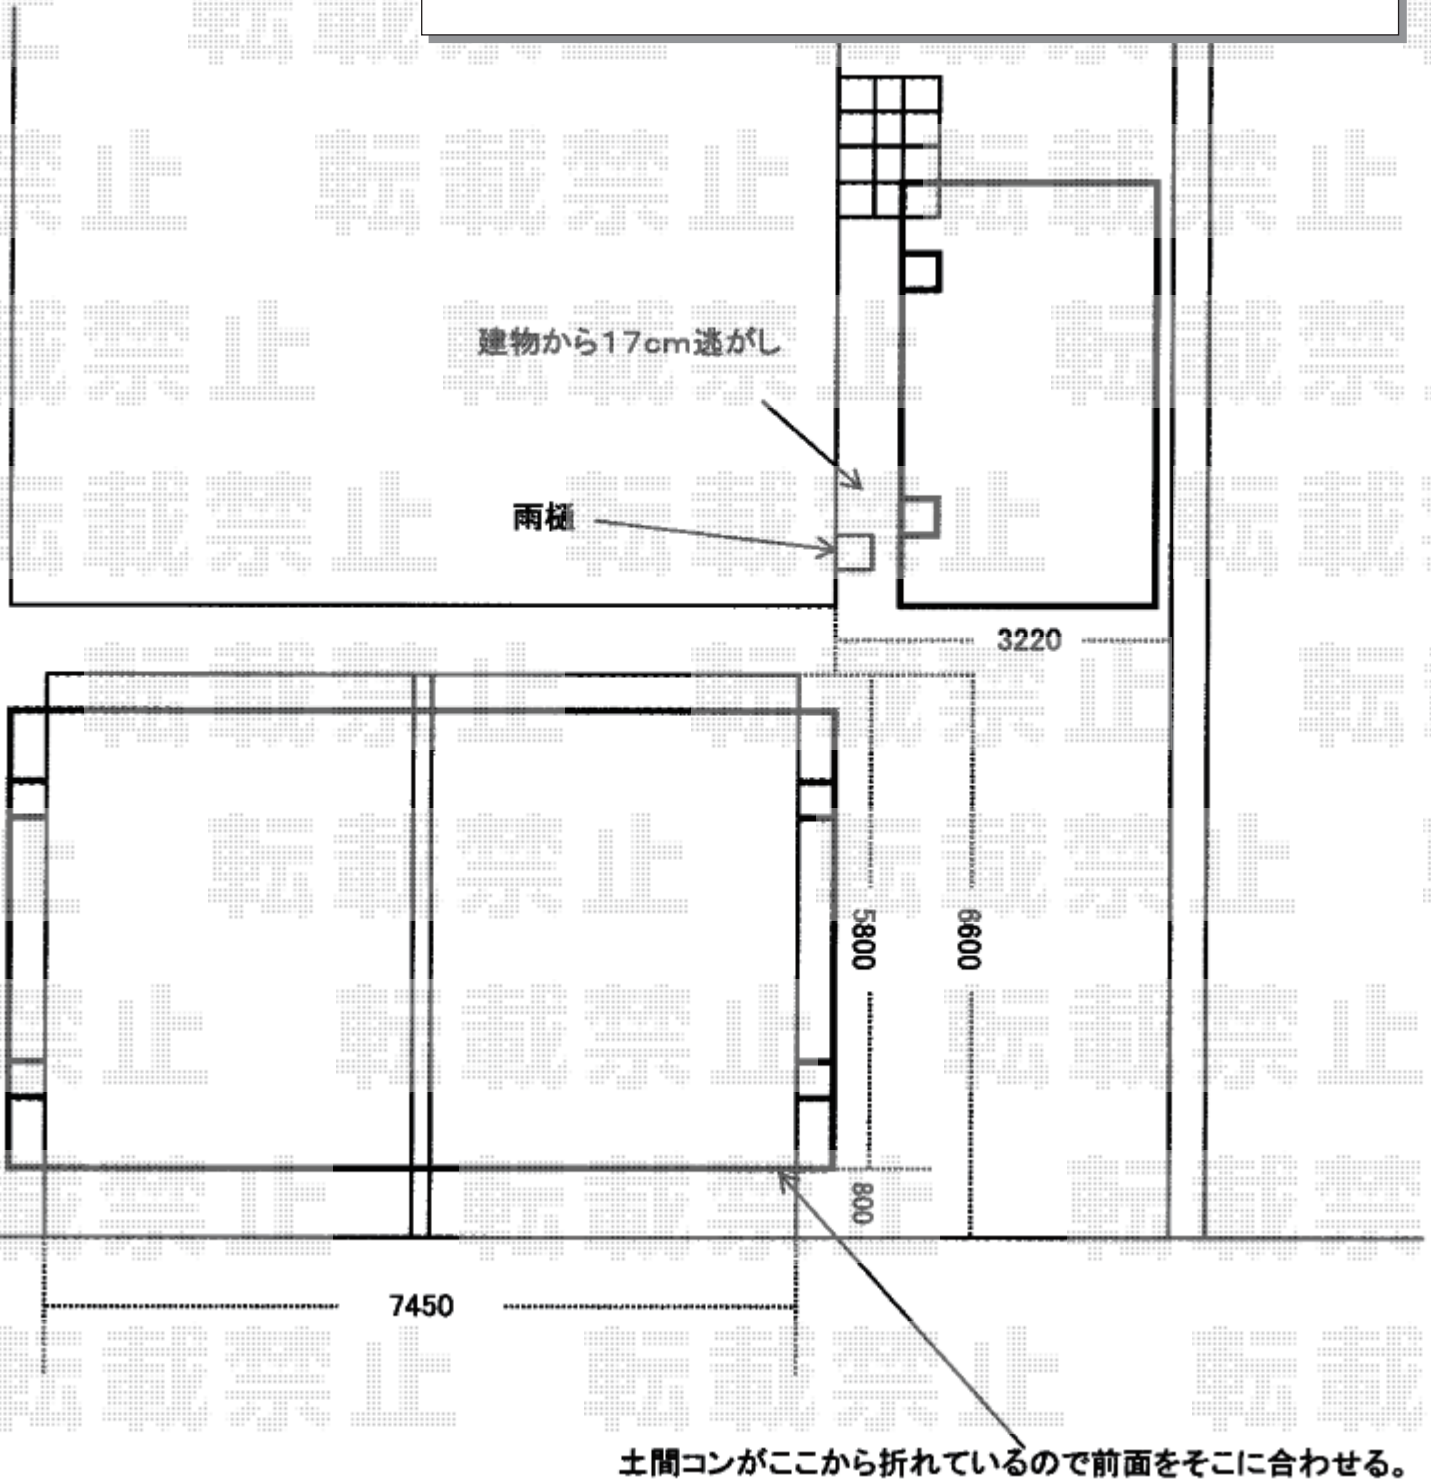 建物から17cm逃がし
雨樋
3220
5800
6600
800
7450
土間コンがここから折れているので前面をそこに合わせる。
転載禁止